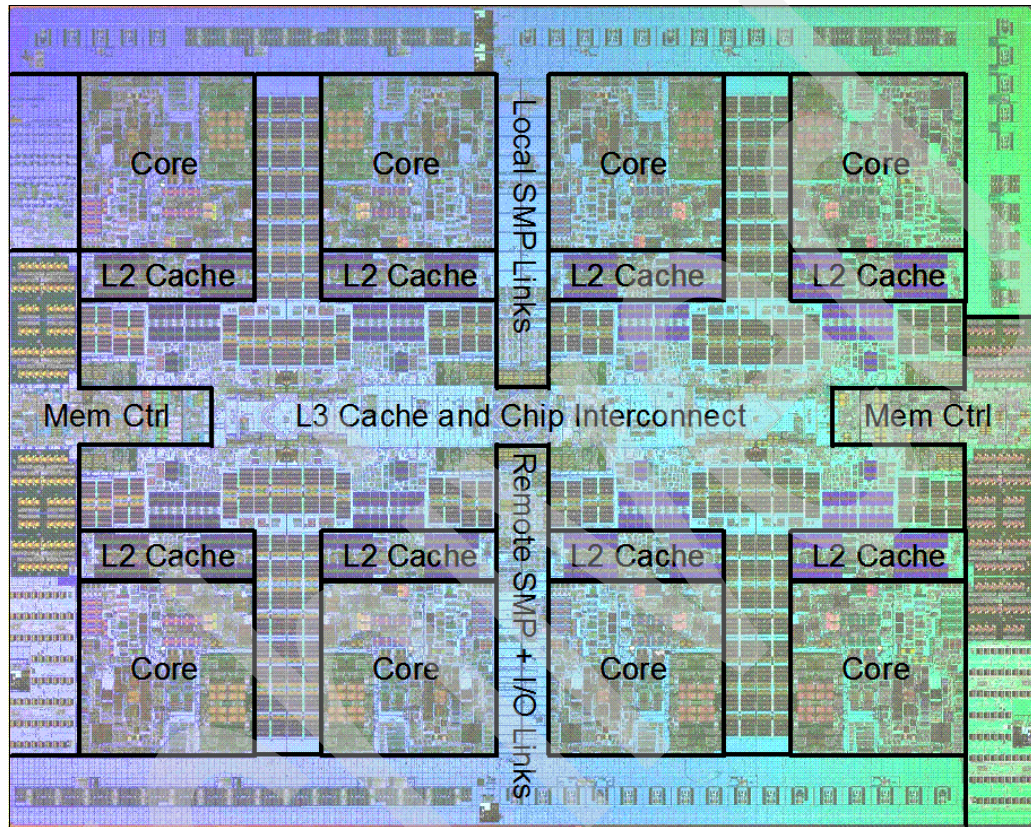 Core
Core
Core
Core
Local SMP Links
L2 Cache
L2 Cache
L2 Cache
L2 Cache
Mem Ctrl
L3 Cache and Chip Interconnect
Mem Ctrl
Remote SMP + I/O Links
L2 Cache
L2 Cache
L2 Cache
L2 Cache
Core
Core
Core
Core